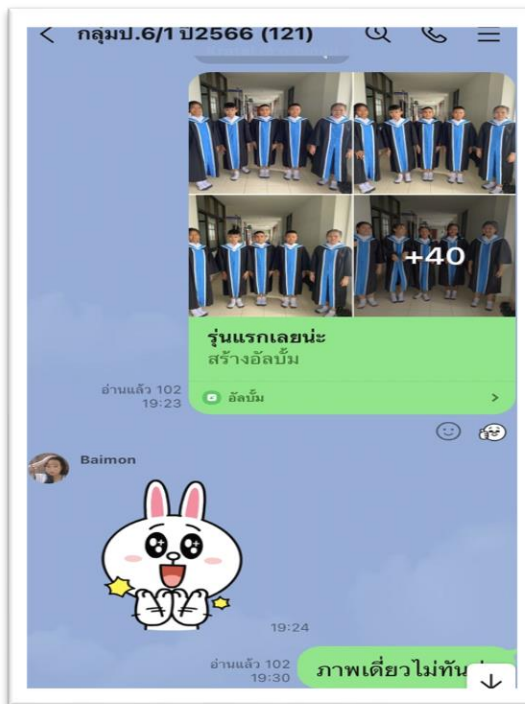 กลุ่มป.6/1 ปี2566 (121)
+40
รุ่นแรกเลยน่ะ
สร้างอัลบั้ม
อ่านแล้ว 102
19:23
อัลบั้ม
Baimon
19:24
อ่านแล้ว 102
19:30
ภาพเดี่ยวไม่ทัน